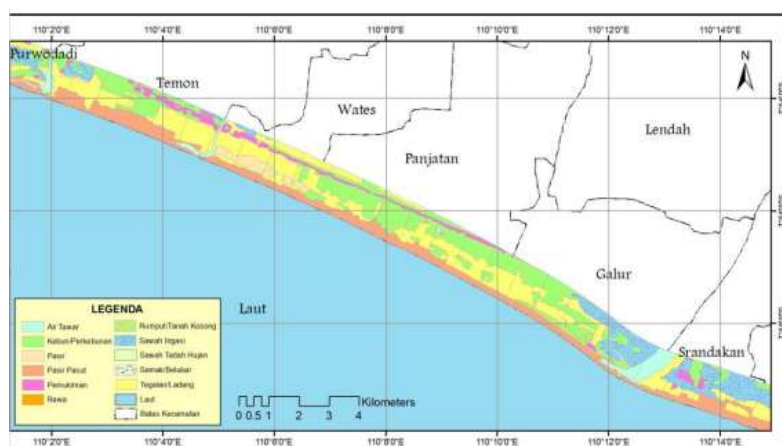 110°2'0"E 110°4'0"E 110°6'0"E 110°8'0"E 110°10'0"E 110°12'0"E 110°14'0"E
Purwodadi
Temon
N
Wates
Lendah
Panjatan
Galur
Laut
Srandakan
LEGENDA
Air Tawar
Kebun/Perkebunan
Pasir
Pasir Pasut
Pemukiman
Rawa
Rumput/Tanah Kosong
Sawah Irigasi
Sawah Tadah Hujan
Semak/Belukar
Tegalan/Ladang
Laut
Batas Kecamatan
Kilometers
0 0.5 1 2 3 4
110°2'0"E 110°4'0"E 110°6'0"E 110°8'0"E 110°10'0"E 110°12'0"E 110°14'0"E